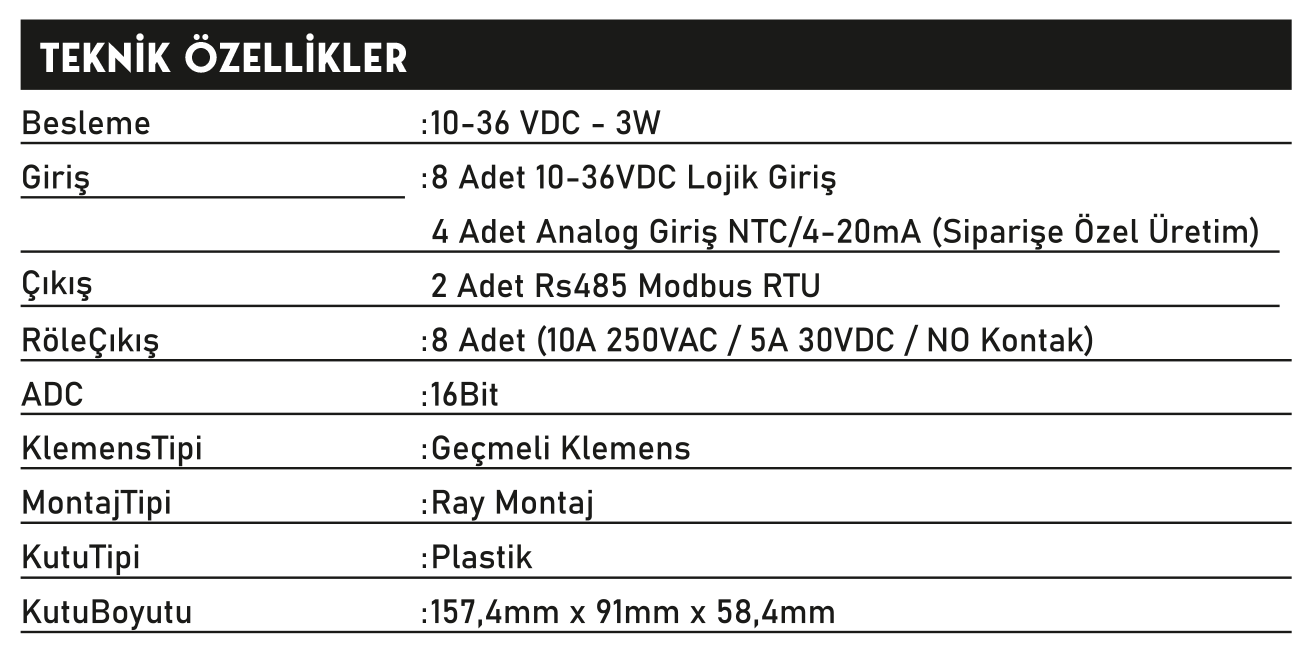 TEKNİK ÖZELLİKLER
Besleme :10-36 VDC - 3W
Giriş :8 Adet 10-36VDC Lojik Giriş
4 Adet Analog Giriş NTC/4-20mA (Siparişe Özel Üretim)
Çıkış 2 Adet Rs485 Modbus RTU
RöleÇıkış :8 Adet (10A 250VAC / 5A 30VDC / NO Kontak)
ADC :16Bit
KlemensTipi :Geçmeli Klemens
MontajTipi :Ray Montaj
KutuTipi :Plastik
KutuBoyutu :157,4mm x 91mm x 58,4mm